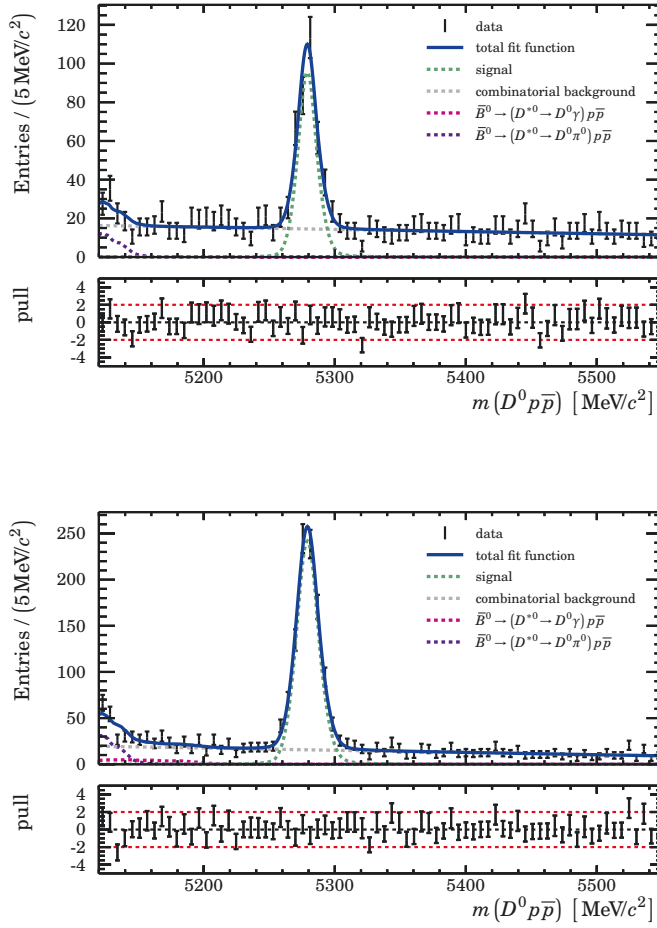 Entries / (5 MeV/c²)
120
100
80
60
40
20
0
data
total fit function
signal
combinatorial background
B̅⁰ → (D*⁰ → D⁰γ) pp̅
B̅⁰ → (D*⁰ → D⁰π⁰) pp̅
pull
4
2
0
-2
-4
5200 5300 5400 5500
m (D⁰pp̅) [MeV/c²]
Entries / (5 MeV/c²)
250
200
150
100
50
0
data
total fit function
signal
combinatorial background
B̅⁰ → (D*⁰ → D⁰γ) pp̅
B̅⁰ → (D*⁰ → D⁰π⁰) pp̅
pull
4
2
0
-2
-4
5200 5300 5400 5500
m (D⁰pp̅) [MeV/c²]